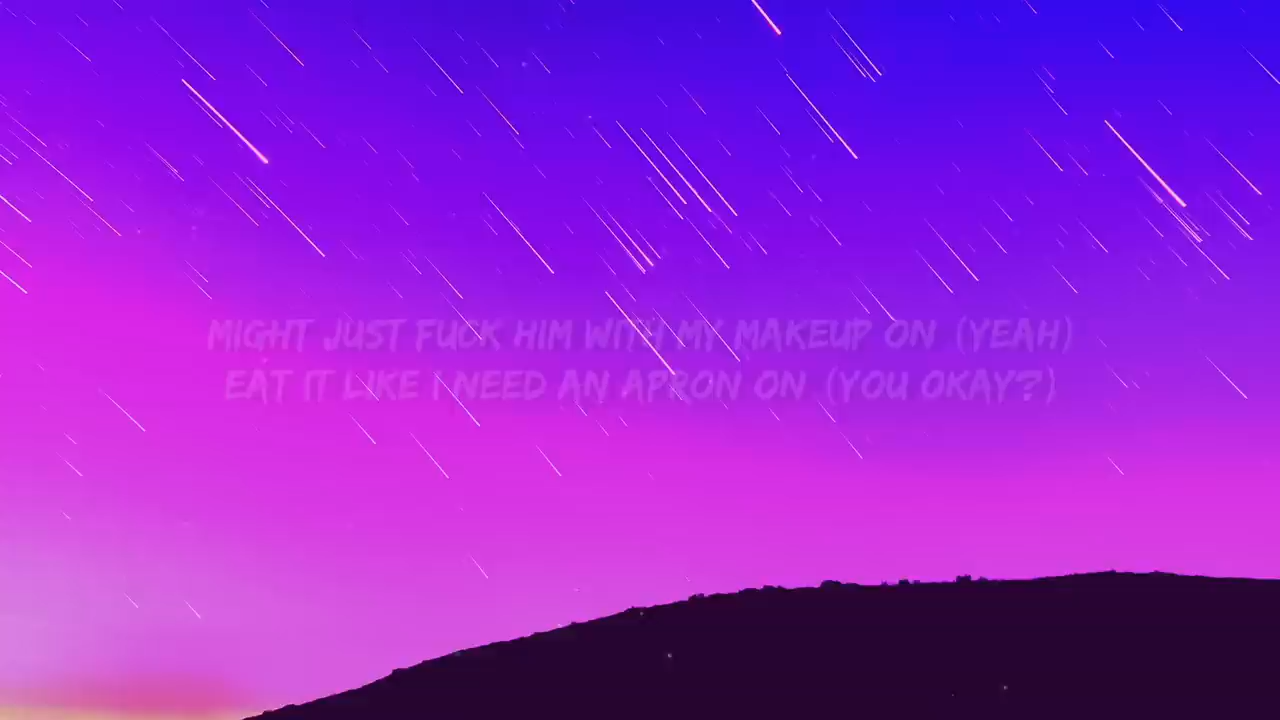 MIGHT JUST FUCK HIM WITH MY MAKEUP ON (YEAH)
EAT IT LIKE I NEED AN APRON ON (YOU OKAY?)